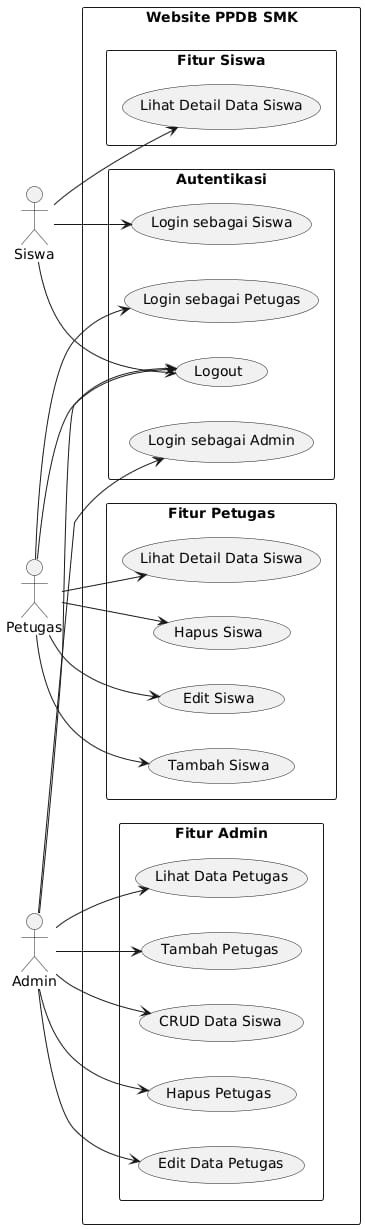 Website PPDB SMK
Fitur Siswa
Lihat Detail Data Siswa
Autentikasi
Login sebagai Siswa
Siswa
Login sebagai Petugas
Logout
Login sebagai Admin
Fitur Petugas
Lihat Detail Data Siswa
Petugas
Hapus Siswa
Edit Siswa
Tambah Siswa
Fitur Admin
Lihat Data Petugas
Tambah Petugas
Admin
CRUD Data Siswa
Hapus Petugas
Edit Data Petugas